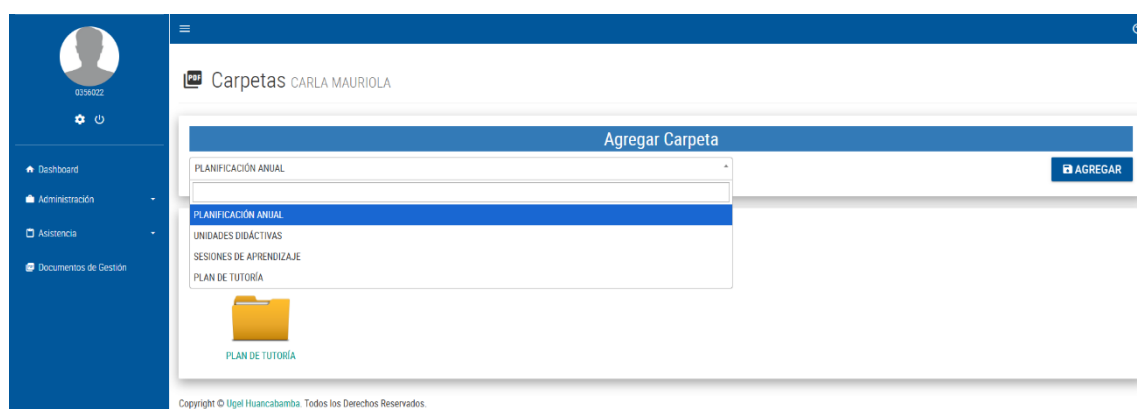 0356022
Dashboard
Administración
Asistencia
Documentos de Gestión
PDF
Carpetas CARLA MAURIOLA
Agregar Carpeta
PLANIFICACIÓN ANUAL
AGREGAR
PLANIFICACIÓN ANUAL
UNIDADES DIDÁCTIVAS
SESIONES DE APRENDIZAJE
PLAN DE TUTORÍA
PLAN DE TUTORÍA
Copyright © Ugel Huancabamba. Todos los Derechos Reservados.